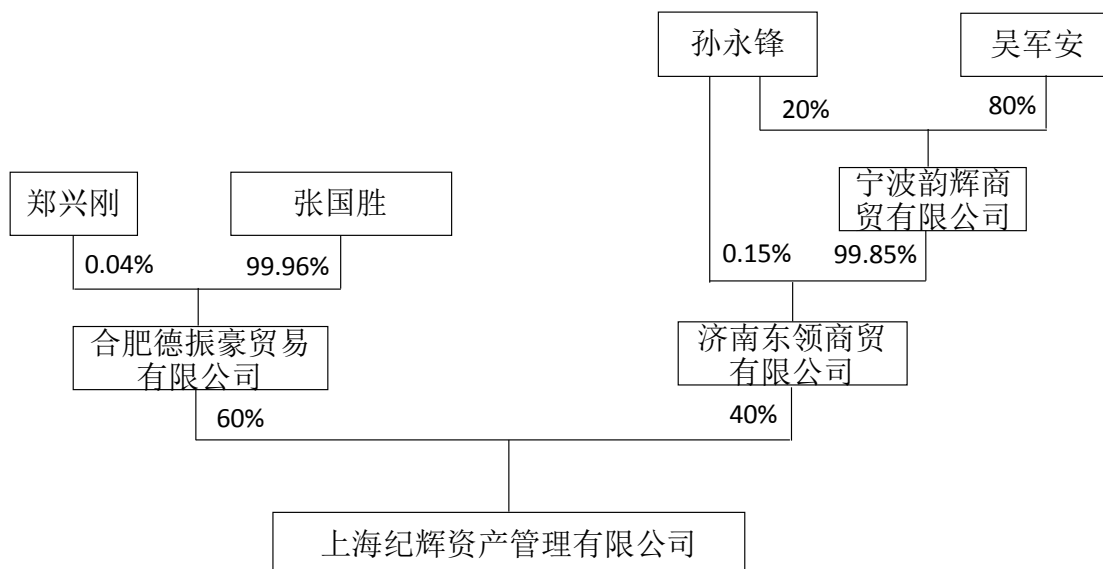 孙永锋
吴军安
20%
80%
郑兴刚
张国胜
宁波韵辉商
贸有限公司
0.04%
99.96%
0.15%
99.85%
合肥德振豪贸易
有限公司
济南东领商贸
有限公司
60%
40%
上海纪辉资产管理有限公司